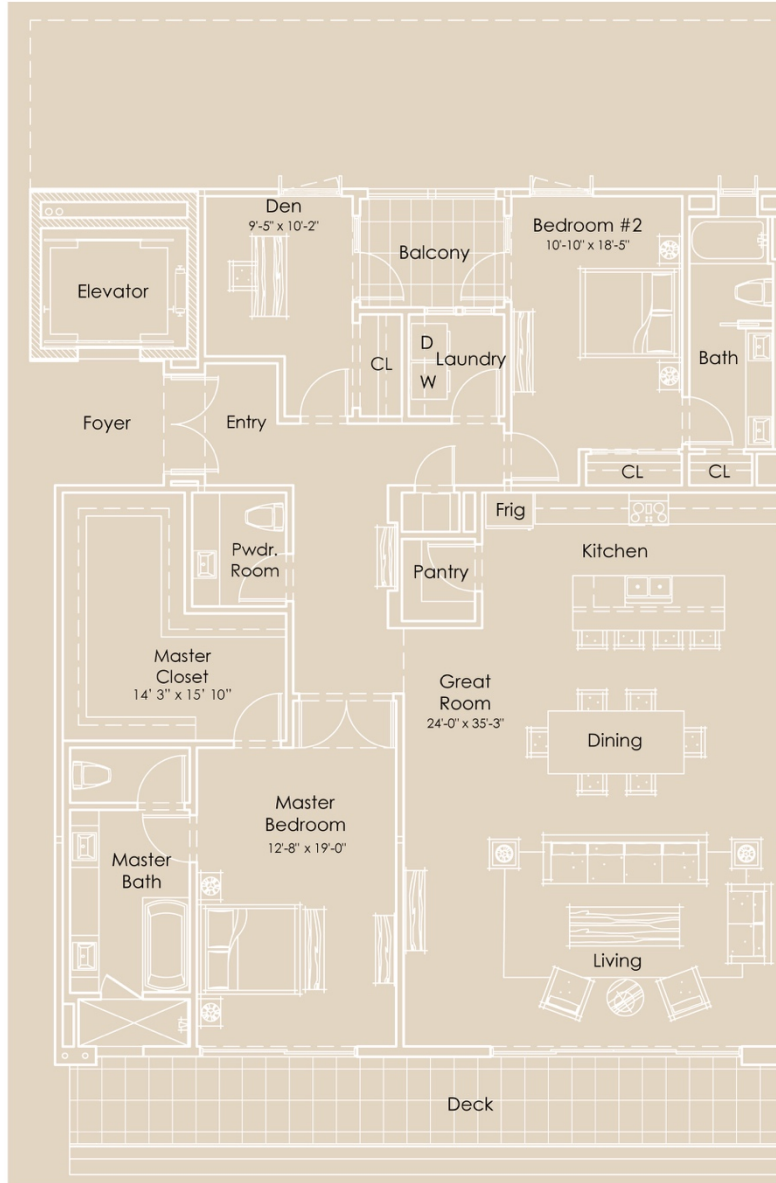 Den
9'-5" x 10'-2"
Balcony
Bedroom #2
10'-10" x 18'-5"
Elevator
D
W
Laundry
CL
Bath
Foyer
Entry
CL
CL
Frig
Kitchen
Pwdr.
Room
Pantry
Master
Closet
14' 3" x 15' 10"
Great
Room
24'-0" x 35'-3"
Dining
Master
Bedroom
12'-8" x 19'-0"
Master
Bath
Living
Deck